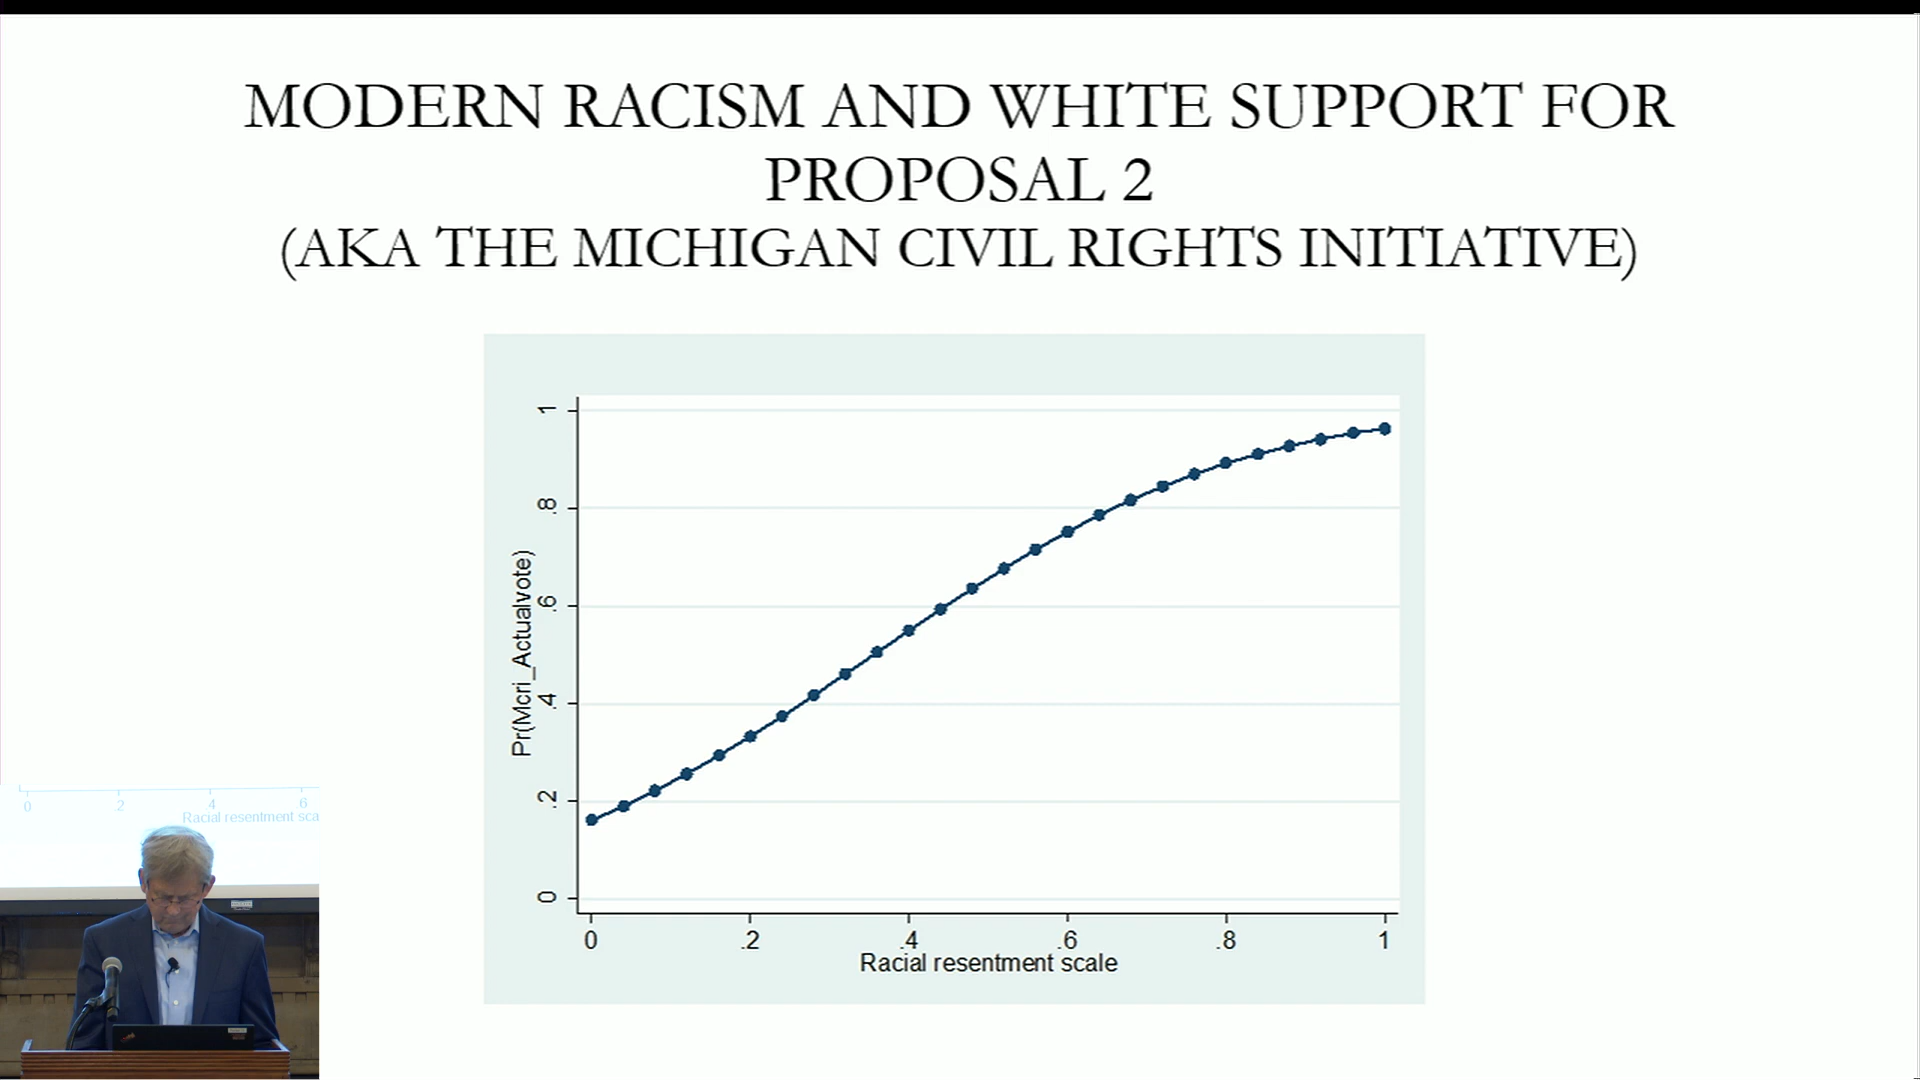 MODERN RACISM AND WHITE SUPPORT FOR
PROPOSAL 2
(AKA THE MICHIGAN CIVIL RIGHTS INITIATIVE)
Pr(Mcri_Actualvote)
1
.8
.6
.4
.2
0
0 .2 .4 .6 .8 1
Racial resentment scale
0 .2 .4 .6
Racial resentment sca